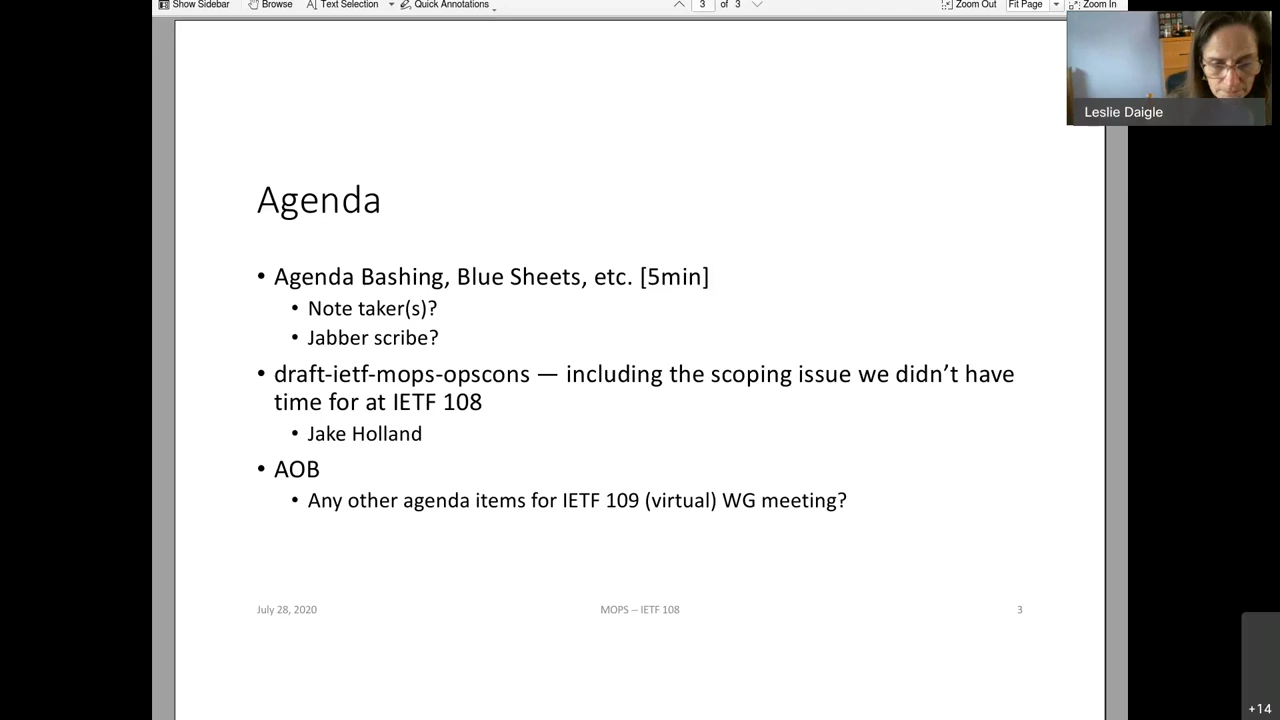 Show Sidebar Browse Text Selection Quick Annotations 3 of 3 Zoom Out Fit Page Zoom In
Leslie Daigle
Agenda
• Agenda Bashing, Blue Sheets, etc. [5min]
• Note taker(s)?
• Jabber scribe?
• draft-ietf-mops-opscons — including the scoping issue we didn’t have
time for at IETF 108
• Jake Holland
• AOB
• Any other agenda items for IETF 109 (virtual) WG meeting?
July 28, 2020 MOPS – IETF 108 3
+14